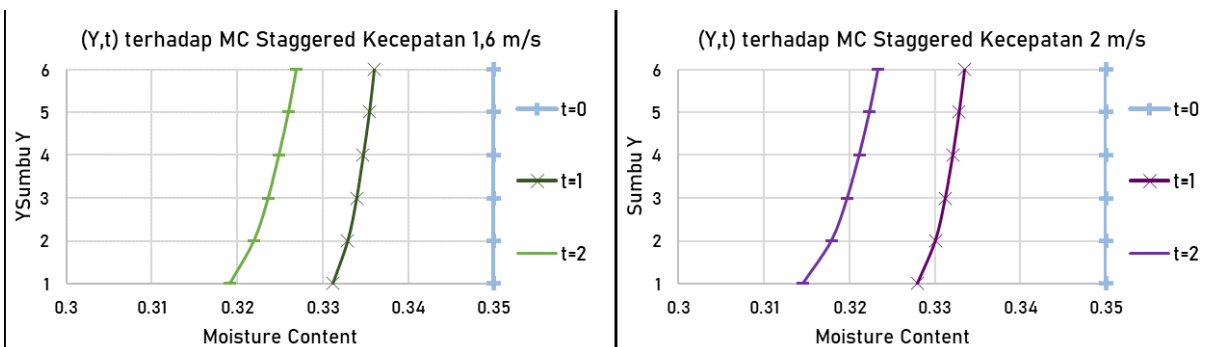 (Y,t) terhadap MC Staggered Kecepatan 1,6 m/s
YSumbu Y
6
5
4
3
2
1
0.3
0.31
0.32
0.33
0.34
0.35
Moisture Content
t=0
t=1
t=2
(Y,t) terhadap MC Staggered Kecepatan 2 m/s
Sumbu Y
6
5
4
3
2
1
0.3
0.31
0.32
0.33
0.34
0.35
Moisture Content
t=0
t=1
t=2